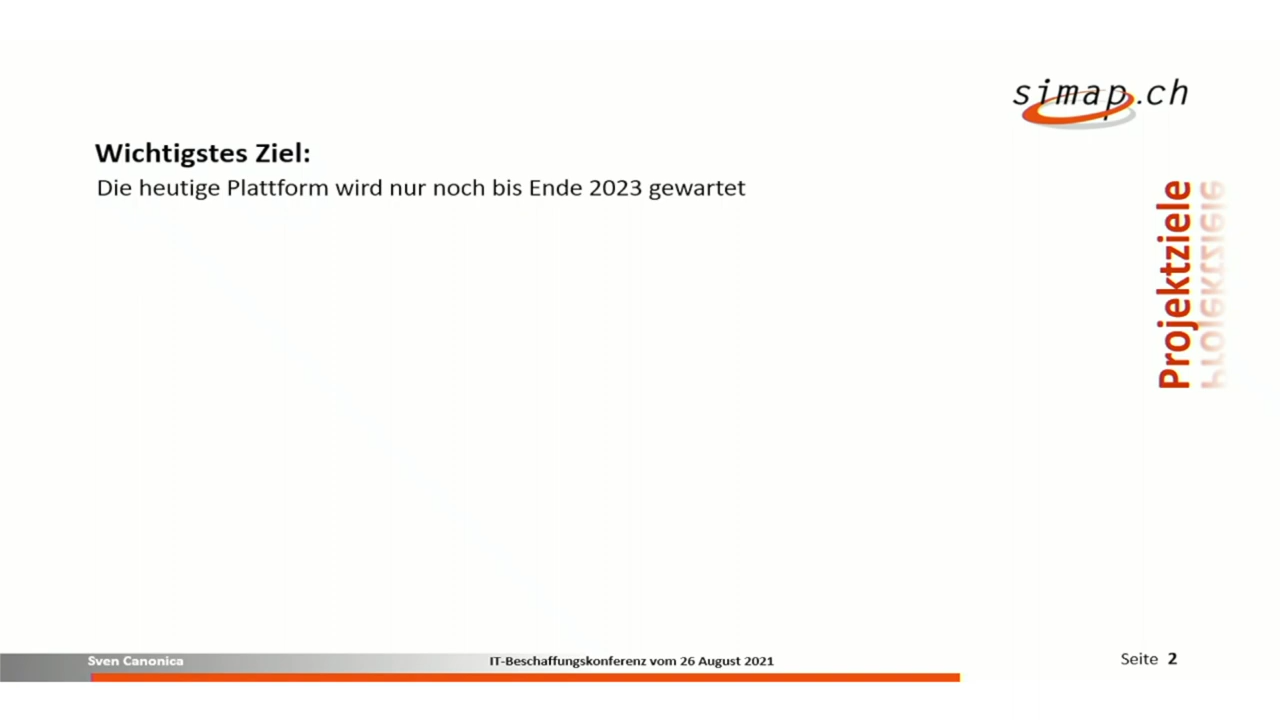 simap.ch
Wichtigstes Ziel:
Die heutige Plattform wird nur noch bis Ende 2023 gewartet
Projektziele
Sven Canonica
IT-Beschaffungskonferenz vom 26 August 2021
Seite 2